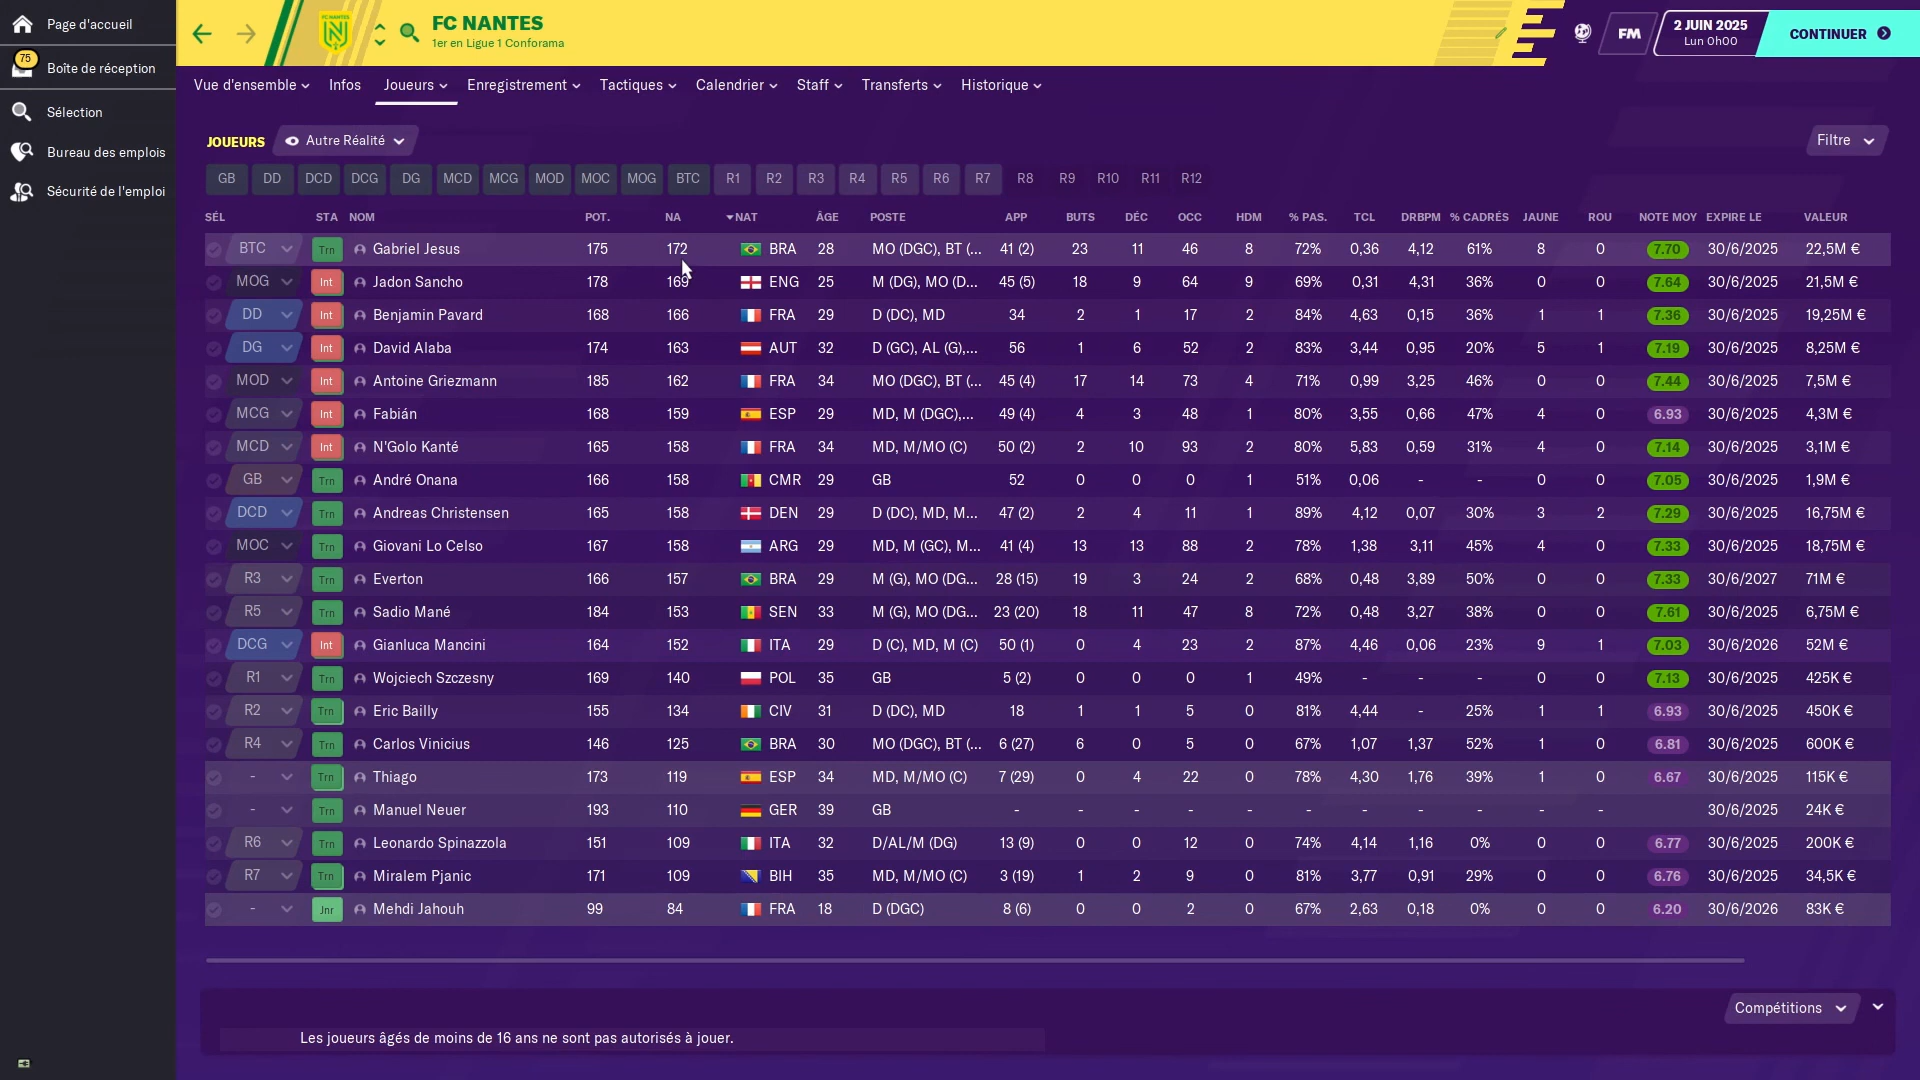 Page d'accueil
75
Boîte de réception
Sélection
Bureau des emplois
Sécurité de l'emploi
FC NANTES
N
FC NANTES
1er en Ligue 1 Conforama
FM
2 JUIN 2025
Lun 0h00
CONTINUER
Vue d'ensemble Infos Joueurs Enregistrement Tactiques Calendrier Staff Transferts Historique
JOUEURS Autre Réalité Filtre
GB DD DCD DCG DG MCD MCG MOD MOC MOG BTC R1 R2 R3 R4 R5 R6 R7 R8 R9 R10 R11 R12
SÉL STA NOM POT. NA NAT ÂGE POSTE APP BUTS DÉC OCC HDM % PAS. TCL DRBPM % CADRÉS JAUNE ROU NOTE MOY EXPIRE LE VALEUR
BTC Trn Gabriel Jesus 175 172 BRA 28 MO (DGC), BT (... 41 (2) 23 11 46 8 72% 0,36 4,12 61% 8 0 7.70 30/6/2025 22,5M €
MOG Int Jadon Sancho 178 169 ENG 25 M (DG), MO (D... 45 (5) 18 9 64 9 69% 0,31 4,31 36% 0 0 7.64 30/6/2025 21,5M €
DD Int Benjamin Pavard 168 166 FRA 29 D (DC), MD 34 2 1 17 2 84% 4,63 0,15 36% 1 1 7.36 30/6/2025 19,25M €
DG Int David Alaba 174 163 AUT 32 D (GC), AL (G),... 56 1 6 52 2 83% 3,44 0,95 20% 5 1 7.19 30/6/2025 8,25M €
MOD Int Antoine Griezmann 185 162 FRA 34 MO (DGC), BT (... 45 (4) 17 14 73 4 71% 0,99 3,25 46% 0 0 7.44 30/6/2025 7,5M €
MCG Int Fabián 168 159 ESP 29 MD, M (DGC),... 49 (4) 4 3 48 1 80% 3,55 0,66 47% 4 0 6.93 30/6/2025 4,3M €
MCD Int N'Golo Kanté 165 158 FRA 34 MD, M/MO (C) 50 (2) 2 10 93 2 80% 5,83 0,59 31% 4 0 7.14 30/6/2025 3,1M €
GB Trn André Onana 166 158 CMR 29 GB 52 0 0 0 1 51% 0,06 - - 0 0 7.05 30/6/2025 1,9M €
DCD Trn Andreas Christensen 165 158 DEN 29 D (DC), MD, M... 47 (2) 2 4 11 1 89% 4,12 0,07 30% 3 2 7.29 30/6/2025 16,75M €
MOC Trn Giovani Lo Celso 167 158 ARG 29 MD, M (GC), M... 41 (4) 13 13 88 2 78% 1,38 3,11 45% 4 0 7.33 30/6/2025 18,75M €
R3 Trn Everton 166 157 BRA 29 M (G), MO (DG... 28 (15) 19 3 24 2 68% 0,48 3,89 50% 0 0 7.33 30/6/2027 71M €
R5 Trn Sadio Mané 184 153 SEN 33 M (G), MO (DG... 23 (20) 18 11 47 8 72% 0,48 3,27 38% 0 0 7.61 30/6/2025 6,75M €
DCG Int Gianluca Mancini 164 152 ITA 29 D (C), MD, M (C) 50 (1) 0 4 23 2 87% 4,46 0,06 23% 9 1 7.03 30/6/2026 52M €
R1 Trn Wojciech Szczesny 169 140 POL 35 GB 5 (2) 0 0 0 1 49% - - - 0 0 7.13 30/6/2025 425K €
R2 Trn Eric Bailly 155 134 CIV 31 D (DC), MD 18 1 1 5 0 81% 4,44 - 25% 1 1 6.93 30/6/2025 450K €
R4 Trn Carlos Vinicius 146 125 BRA 30 MO (DGC), BT (... 6 (27) 6 0 5 0 67% 1,07 1,37 52% 1 0 6.81 30/6/2025 600K €
- Trn Thiago 173 119 ESP 34 MD, M/MO (C) 7 (29) 0 4 22 0 78% 4,30 1,76 39% 1 0 6.67 30/6/2025 115K €
- Trn Manuel Neuer 193 110 GER 39 GB - - - - - - - - - - - 30/6/2025 24K €
R6 Trn Leonardo Spinazzola 151 109 ITA 32 D/AL/M (DG) 13 (9) 0 0 12 0 74% 4,14 1,16 0% 0 0 6.77 30/6/2025 200K €
R7 Trn Miralem Pjanic 171 109 BIH 35 MD, M/MO (C) 3 (19) 1 2 9 0 81% 3,77 0,91 29% 0 0 6.76 30/6/2025 34,5K €
- Jnr Mehdi Jahouh 99 84 FRA 18 D (DGC) 8 (6) 0 0 2 0 67% 2,63 0,18 0% 0 0 6.20 30/6/2026 83K €
Compétitions
Les joueurs âgés de moins de 16 ans ne sont pas autorisés à jouer.